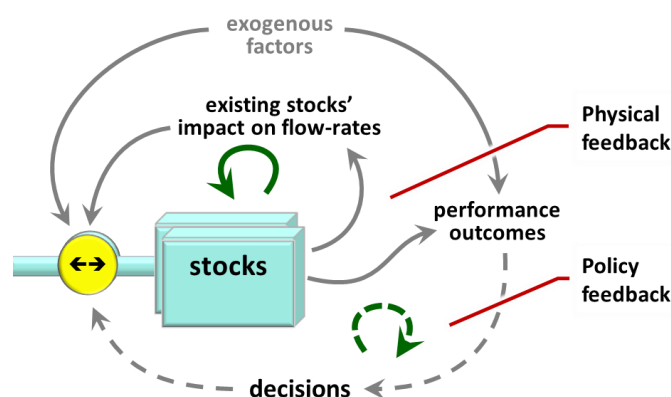 exogenous
factors
existing stocks'
impact on flow-rates
Physical
feedback
performance
outcomes
stocks
Policy
feedback
decisions